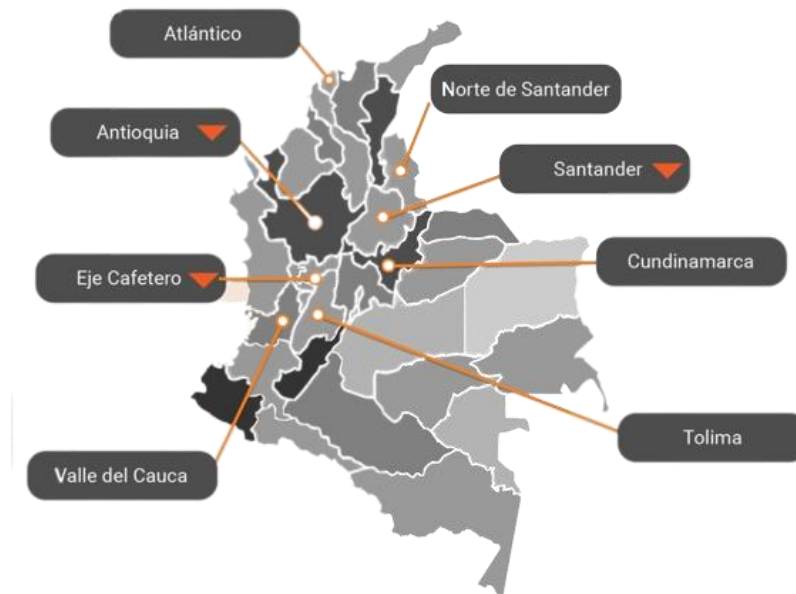 Atlántico
Norte de Santander
Antioquia
Santander
Eje Cafetero
Cundinamarca
Tolima
Valle del Cauca